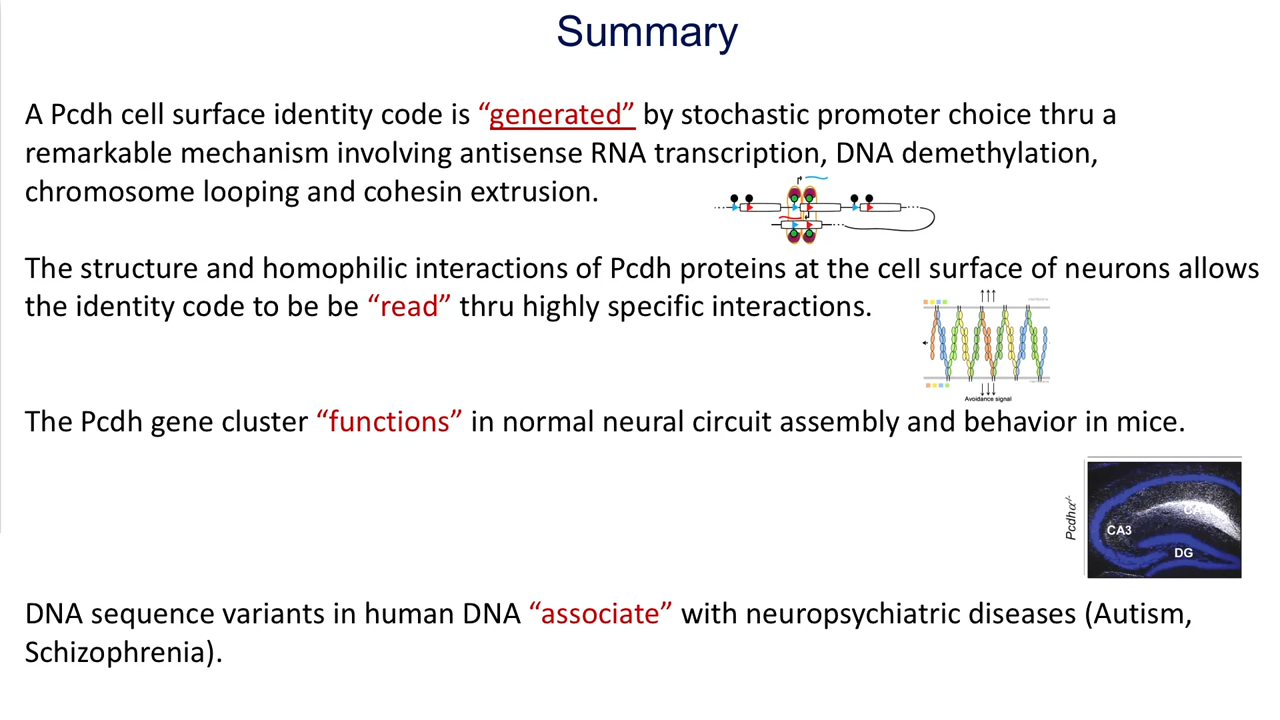 Summary
A Pcdh cell surface identity code is “generated” by stochastic promoter choice thru a
remarkable mechanism involving antisense RNA transcription, DNA demethylation,
chromosome looping and cohesin extrusion.
The structure and homophilic interactions of Pcdh proteins at the cell surface of neurons allows
the identity code to be be “read” thru highly specific interactions.
Avoidance signal
The Pcdh gene cluster “functions” in normal neural circuit assembly and behavior in mice.
Pcdhα-/-
CA3
DG
DNA sequence variants in human DNA “associate” with neuropsychiatric diseases (Autism,
Schizophrenia).